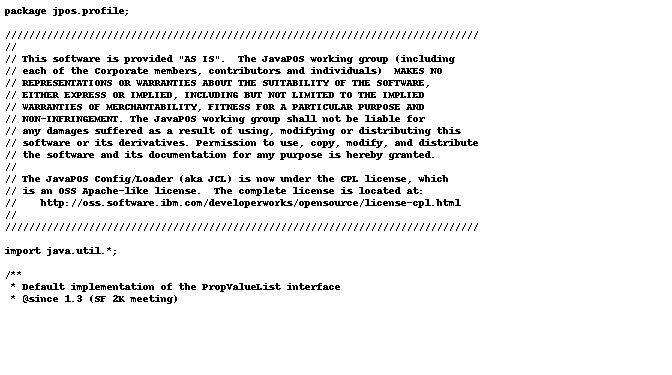 package jpos.profile;
///////////////////////////////////////////////////////////////////////////////
//
// This software is provided "AS IS".  The JavaPOS working group (including
// each of the Corporate members, contributors and individuals)  MAKES NO
// REPRESENTATIONS OR WARRANTIES ABOUT THE SUITABILITY OF THE SOFTWARE,
// EITHER EXPRESS OR IMPLIED, INCLUDING BUT NOT LIMITED TO THE IMPLIED
// WARRANTIES OF MERCHANTABILITY, FITNESS FOR A PARTICULAR PURPOSE AND
// NON-INFRINGEMENT. The JavaPOS working group shall not be liable for
// any damages suffered as a result of using, modifying or distributing this
// software or its derivatives. Permission to use, copy, modify, and distribute
// the software and its documentation for any purpose is hereby granted.
//
// The JavaPOS Config/Loader (aka JCL) is now under the CPL license, which
// is an OSS Apache-like license.  The complete license is located at:
//    http://oss.software.ibm.com/developerworks/opensource/license-cpl.html
//
///////////////////////////////////////////////////////////////////////////////
import java.util.*;
/**
 * Default implementation of the PropValueList interface
 * @since 1.3 (SF 2K meeting)